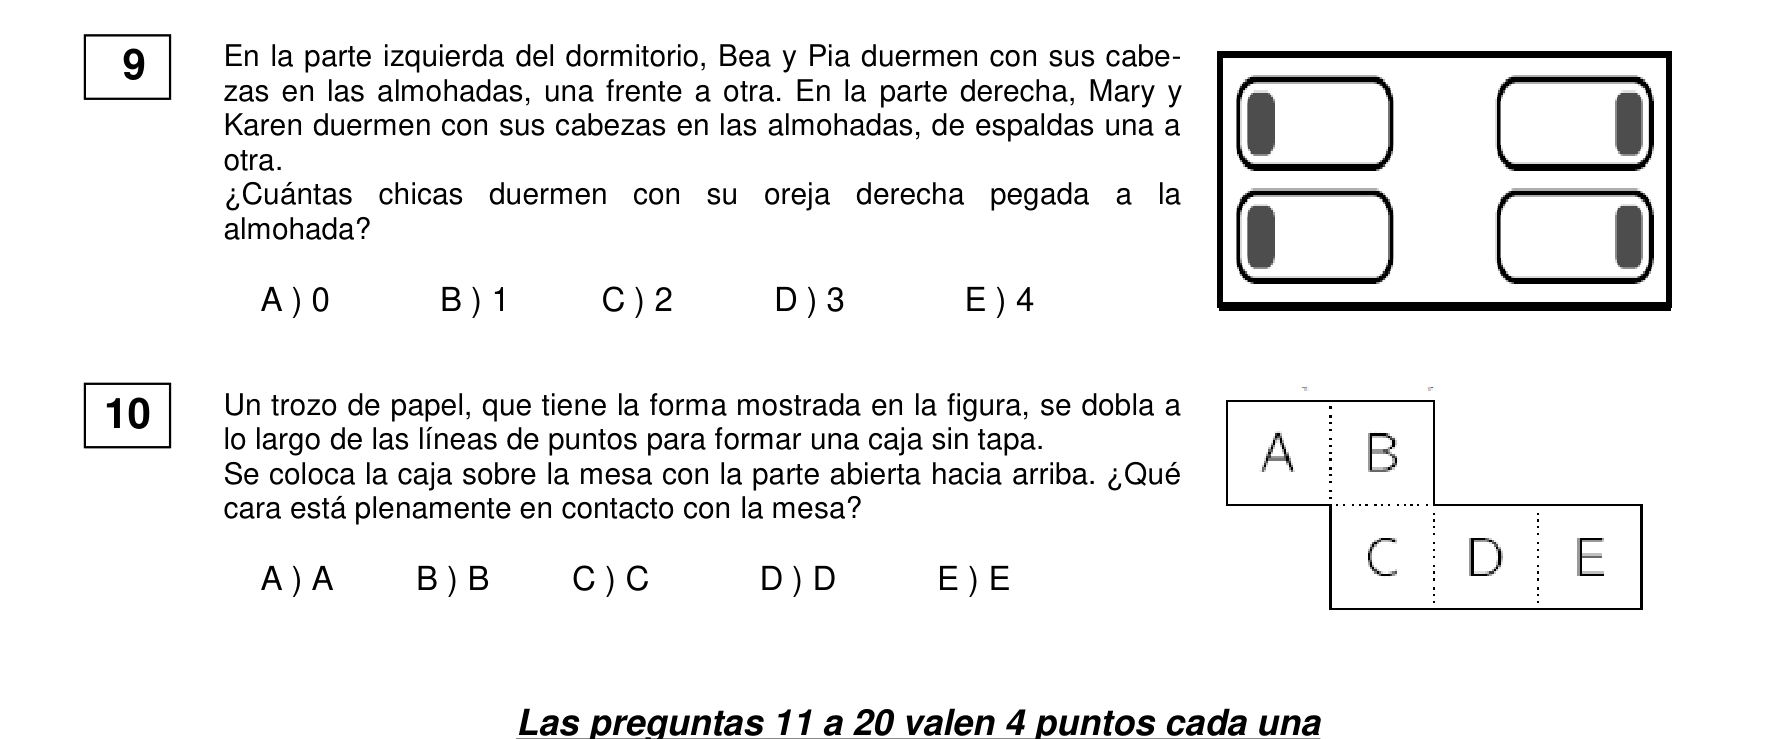 9
En la parte izquierda del dormitorio, Bea y Pia duermen con sus cabe-
zas en las almohadas, una frente a otra. En la parte derecha, Mary y
Karen duermen con sus cabezas en las almohadas, de espaldas una a
otra.
¿Cuántas chicas duermen con su oreja derecha pegada a la
almohada?
A ) 0 B ) 1 C ) 2 D ) 3 E ) 4
10
Un trozo de papel, que tiene la forma mostrada en la figura, se dobla a
lo largo de las líneas de puntos para formar una caja sin tapa.
Se coloca la caja sobre la mesa con la parte abierta hacia arriba. ¿Qué
cara está plenamente en contacto con la mesa?
A ) A B ) B C ) C D ) D E ) E
A B
C D E
Las preguntas 11 a 20 valen 4 puntos cada una